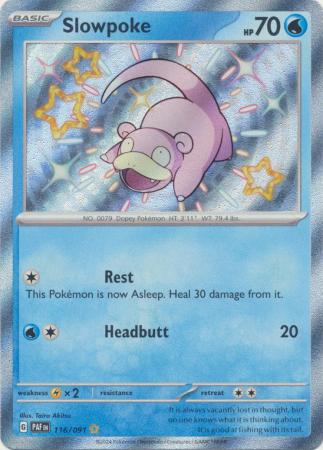 BASIC
Slowpoke
HP 70
NO. 0079 Dopey Pokémon HT: 3'11" WT: 79.4 lbs.
Rest
This Pokémon is now Asleep. Heal 30 damage from it.
Headbutt 20
weakness ×2 resistance retreat
Illus. Taira Akitsu
G PAF EN 116/091
It is always vacantly lost in thought, but
no one knows what it is thinking about.
It is good at fishing with its tail.
©2024 Pokémon / Nintendo / Creatures / GAME FREAK